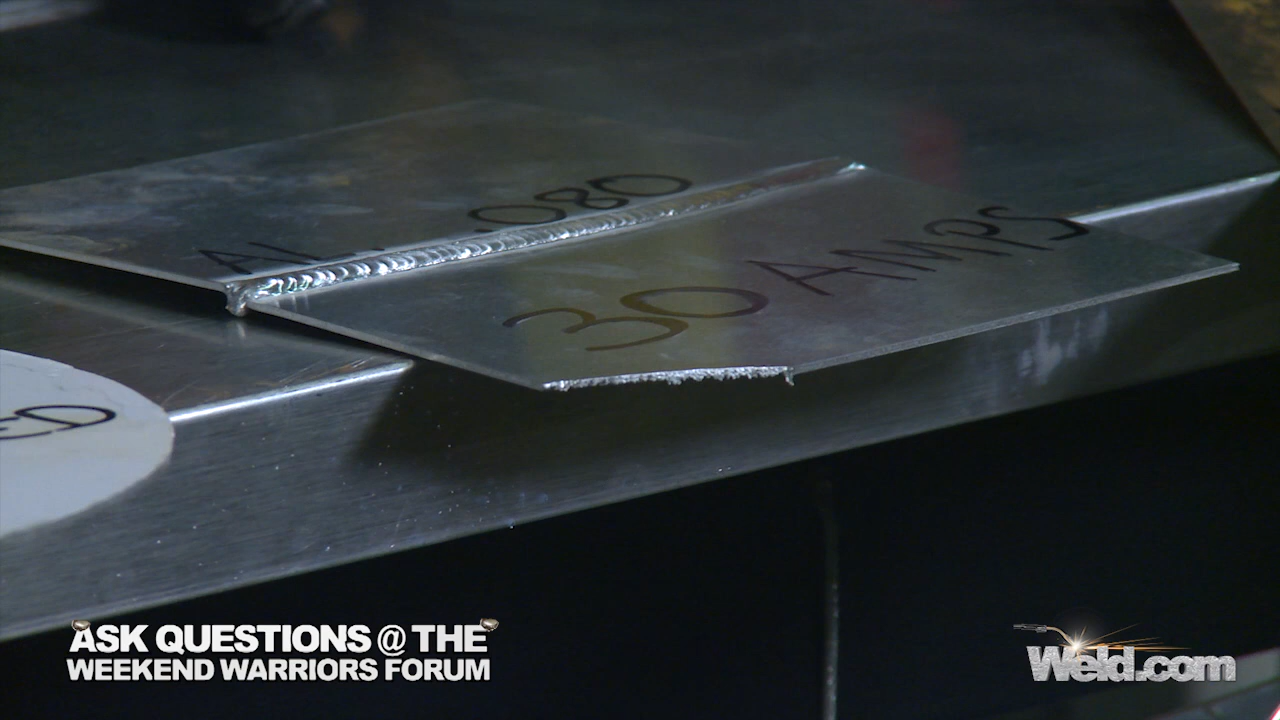 AL .080
30 AMPS
ASK QUESTIONS @ THE
WEEKEND WARRIORS FORUM
Weld.com